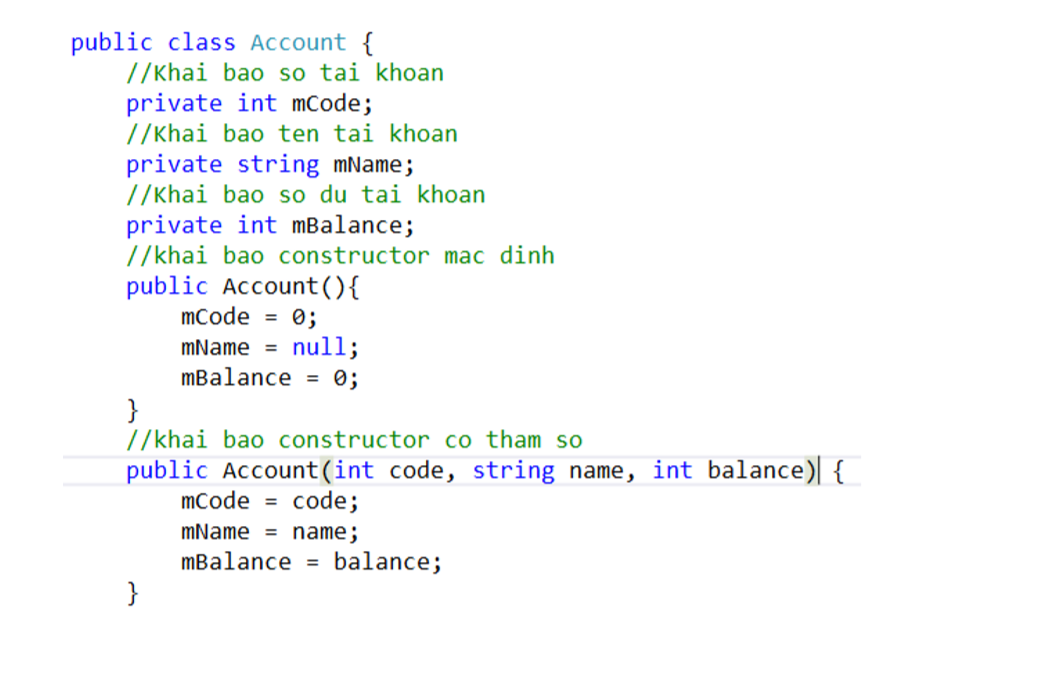 public class Account {
//Khai bao so tai khoan
private int mCode;
//Khai bao ten tai khoan
private string mName;
//Khai bao so du tai khoan
private int mBalance;
//khai bao constructor mac dinh
public Account(){
mCode = 0;
mName = null;
mBalance = 0;
}
//khai bao constructor co tham so
public Account(int code, string name, int balance) {
mCode = code;
mName = name;
mBalance = balance;
}